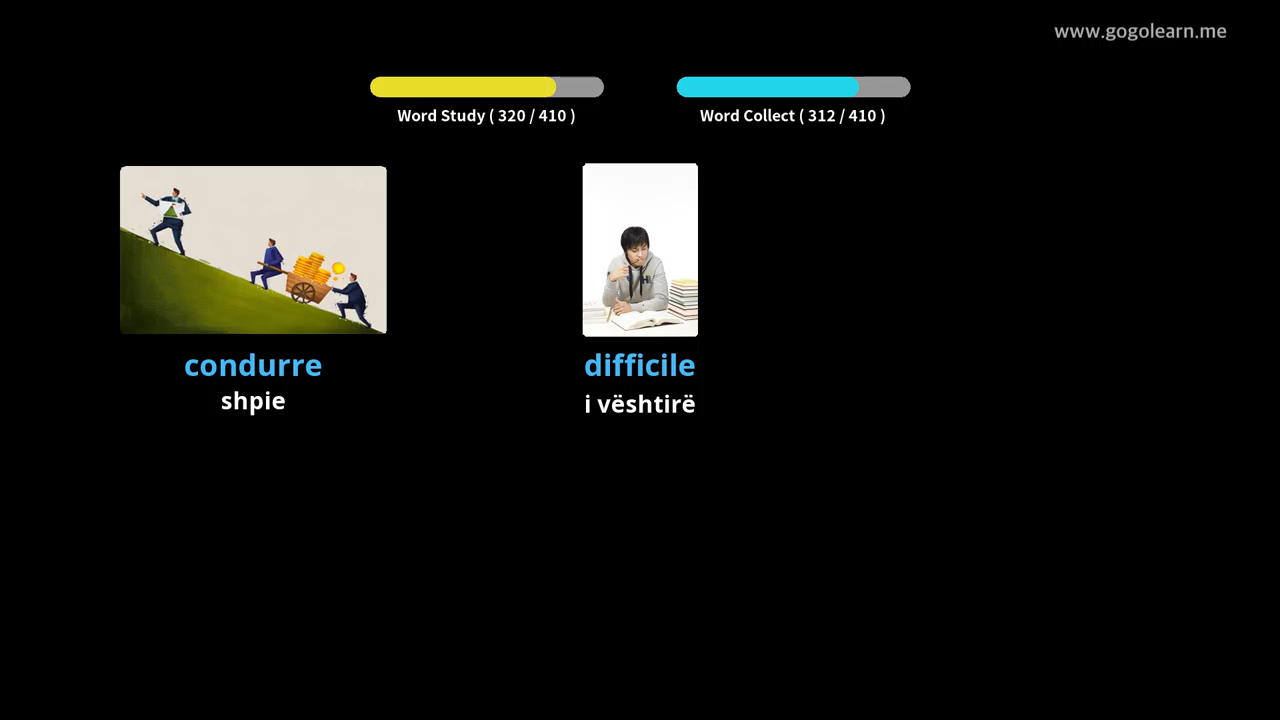 www.gogolearn.me
Word Study ( 320 / 410 )
Word Collect ( 312 / 410 )
condurre
shpie
difficile
i vështirë